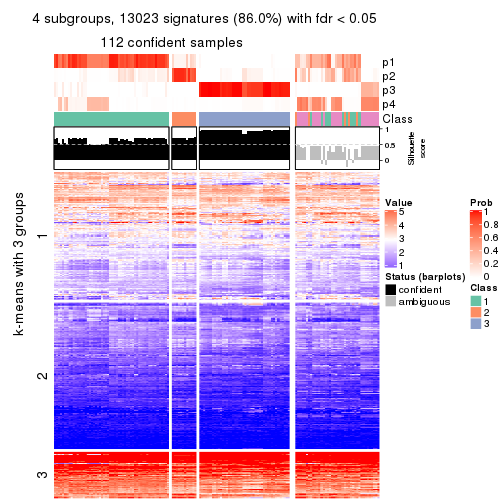 4 subgroups, 13023 signatures (86.0%) with fdr < 0.05
112 confident samples
p1
p2
p3
p4
Class
1
0.5
0
Silhouette
score
k-means with 3 groups
1
2
3
Value
5
4
3
2
1
Status (barplots)
confident
ambiguous
Prob
1
0.8
0.6
0.4
0.2
0
Class
1
2
3